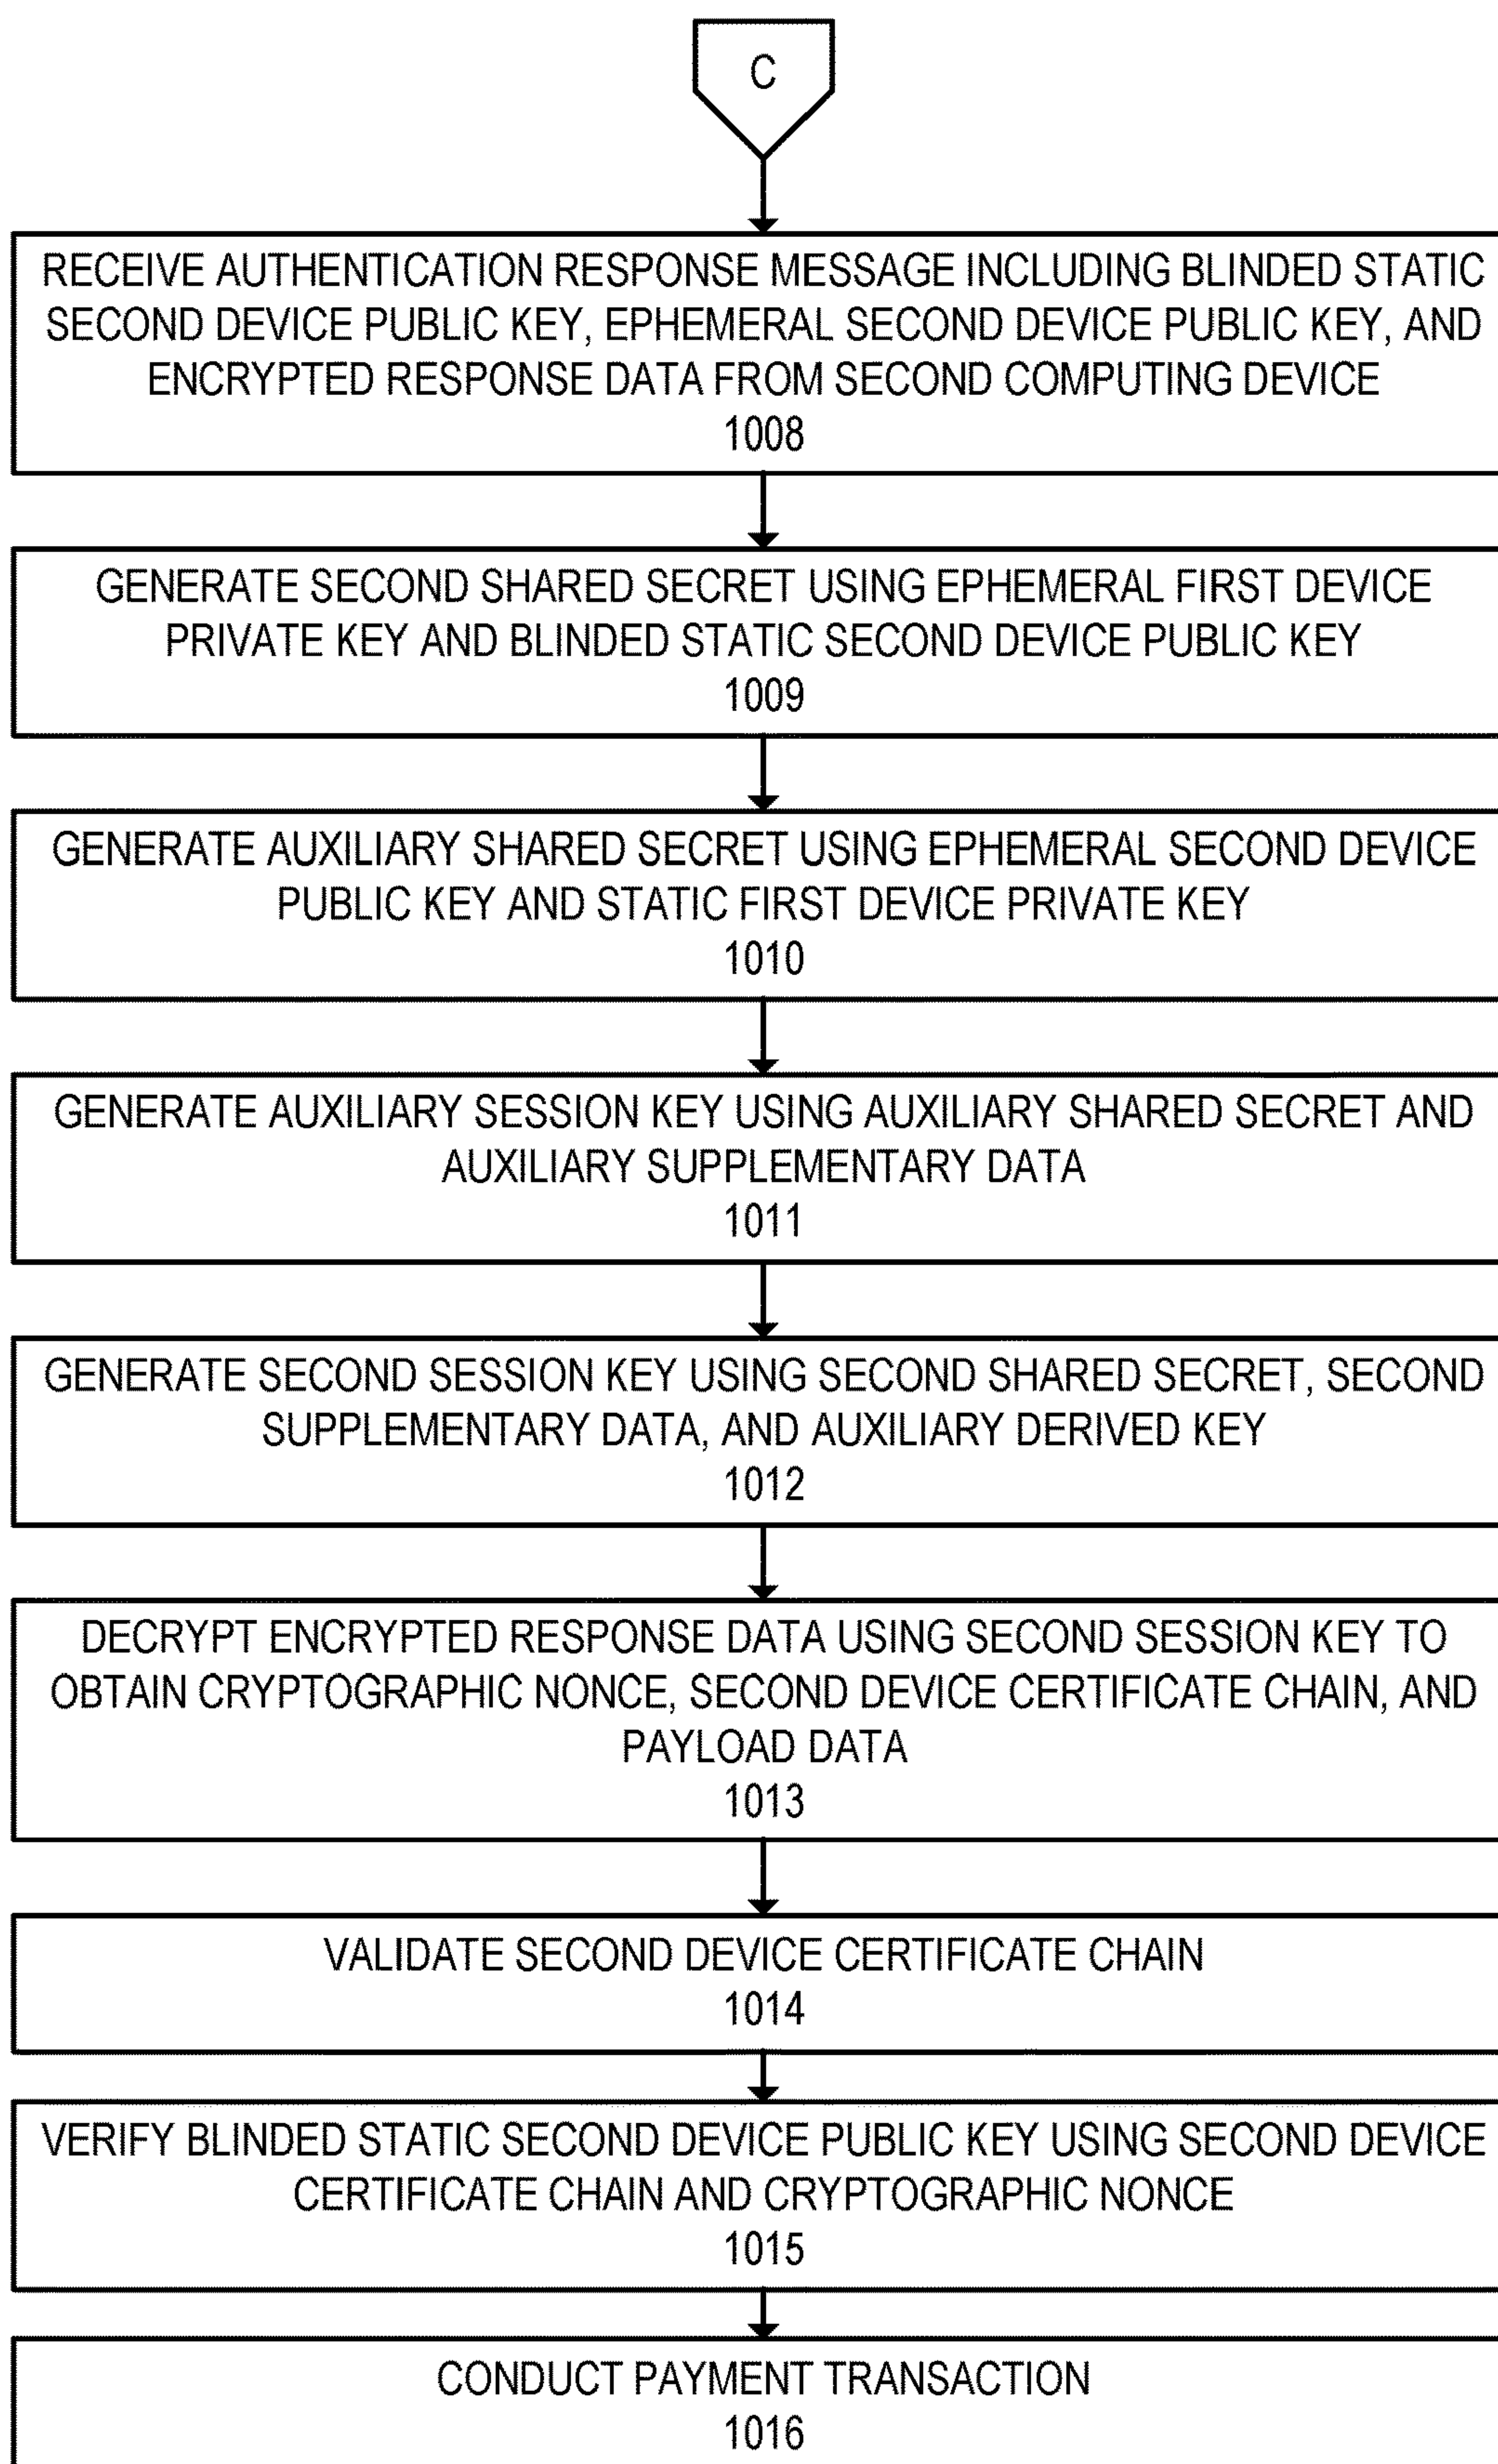 C
RECEIVE AUTHENTICATION RESPONSE MESSAGE INCLUDING BLINDED STATIC
SECOND DEVICE PUBLIC KEY, EPHEMERAL SECOND DEVICE PUBLIC KEY, AND
ENCRYPTED RESPONSE DATA FROM SECOND COMPUTING DEVICE
1008
GENERATE SECOND SHARED SECRET USING EPHEMERAL FIRST DEVICE
PRIVATE KEY AND BLINDED STATIC SECOND DEVICE PUBLIC KEY
1009
GENERATE AUXILIARY SHARED SECRET USING EPHEMERAL SECOND DEVICE
PUBLIC KEY AND STATIC FIRST DEVICE PRIVATE KEY
1010
GENERATE AUXILIARY SESSION KEY USING AUXILIARY SHARED SECRET AND
AUXILIARY SUPPLEMENTARY DATA
1011
GENERATE SECOND SESSION KEY USING SECOND SHARED SECRET, SECOND
SUPPLEMENTARY DATA, AND AUXILIARY DERIVED KEY
1012
DECRYPT ENCRYPTED RESPONSE DATA USING SECOND SESSION KEY TO
OBTAIN CRYPTOGRAPHIC NONCE, SECOND DEVICE CERTIFICATE CHAIN, AND
PAYLOAD DATA
1013
VALIDATE SECOND DEVICE CERTIFICATE CHAIN
1014
VERIFY BLINDED STATIC SECOND DEVICE PUBLIC KEY USING SECOND DEVICE
CERTIFICATE CHAIN AND CRYPTOGRAPHIC NONCE
1015
CONDUCT PAYMENT TRANSACTION
1016